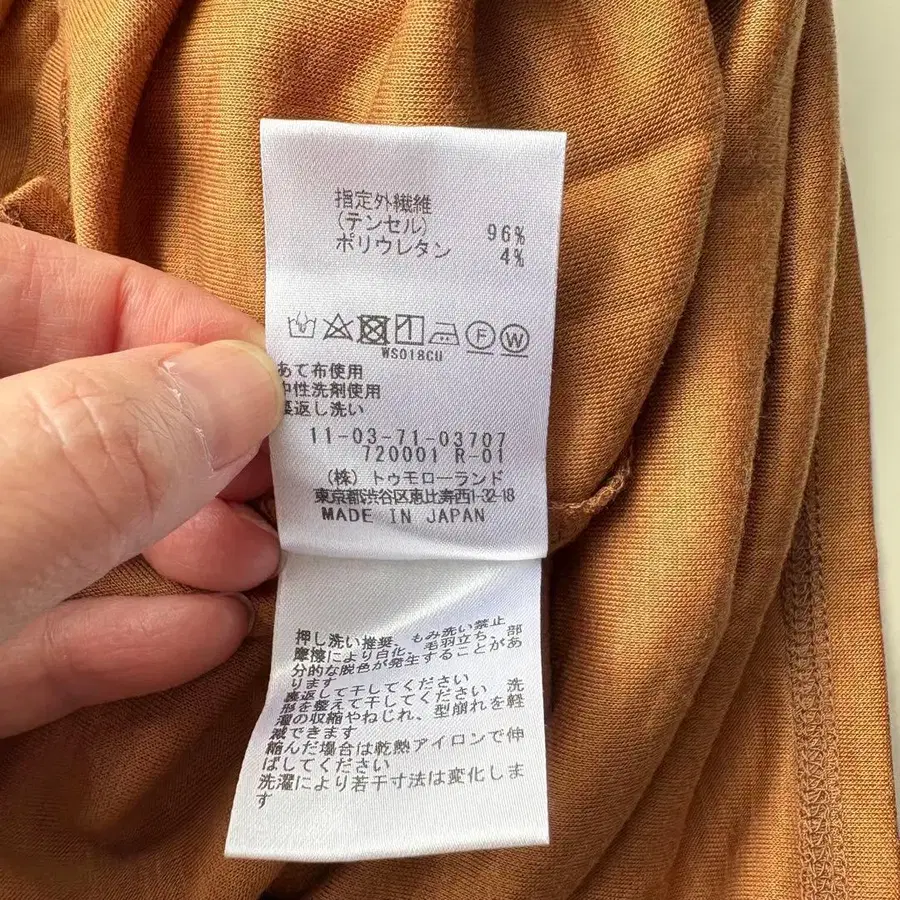 指定外繊維
(テンセル) 96%
ポリウレタン 4%
F W
WS018CU
あて布使用
中性洗剤使用
裏返し洗い
11-03-71-03707
720001 R-01
(株) トゥモローランド
東京都渋谷区恵比寿西1-32-18
MADE IN JAPAN
押し洗い推奨、もみ洗い禁止
摩擦により白化、毛羽立ち、部
分的な脱色が発生することがあ
ります
裏返して干してください
形を整えて干してください 洗
濯の収縮やねじれ、型崩れを軽
減できます
縮んだ場合は乾熱アイロンで伸
ばしてください
洗濯により若干寸法は変化しま
す